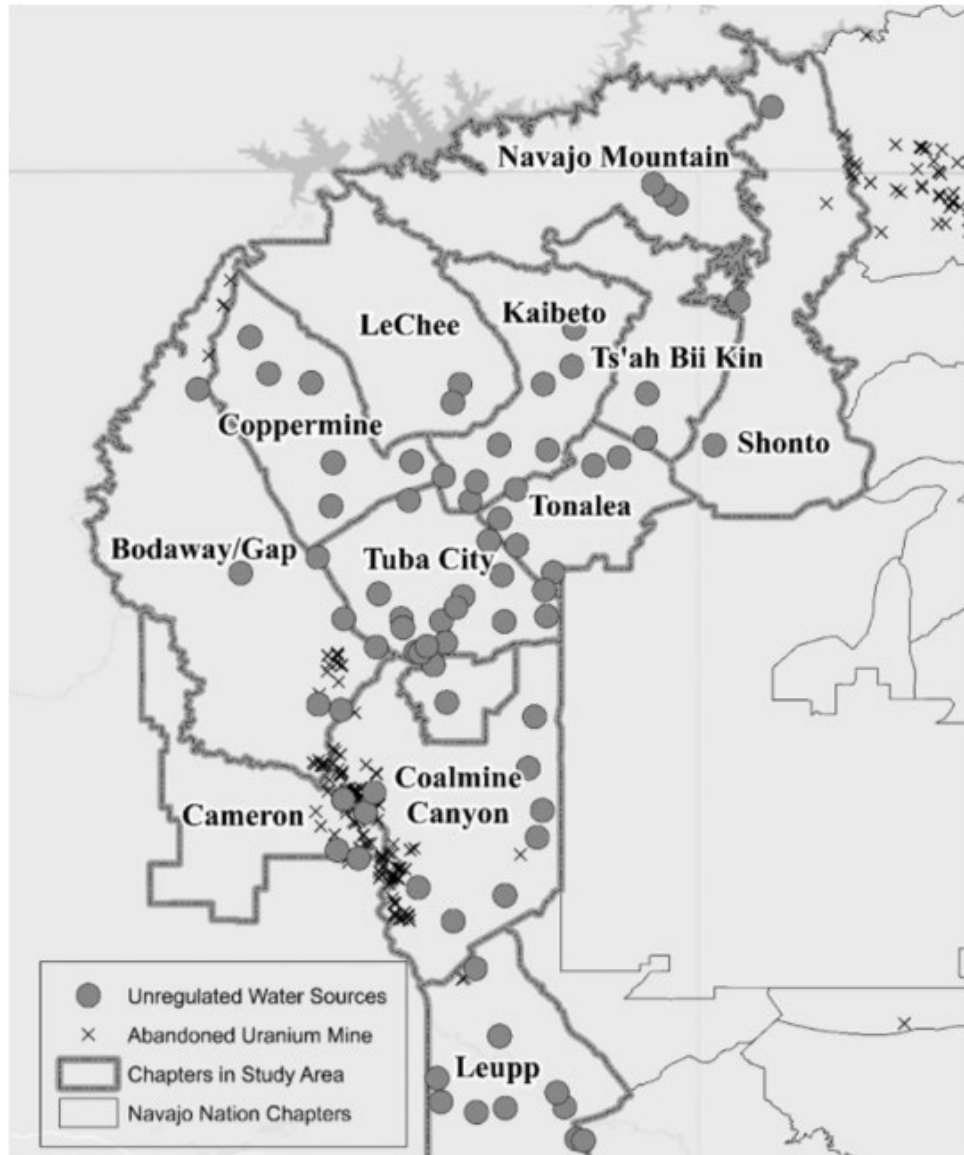 Navajo Mountain
LeChee
Kaibeto
Ts'ah Bii Kin
Coppermine
Shonto
Tonalea
Bodaway/Gap
Tuba City
Coalmine
Canyon
Cameron
Leupp
Unregulated Water Sources
Abandoned Uranium Mine
Chapters in Study Area
Navajo Nation Chapters